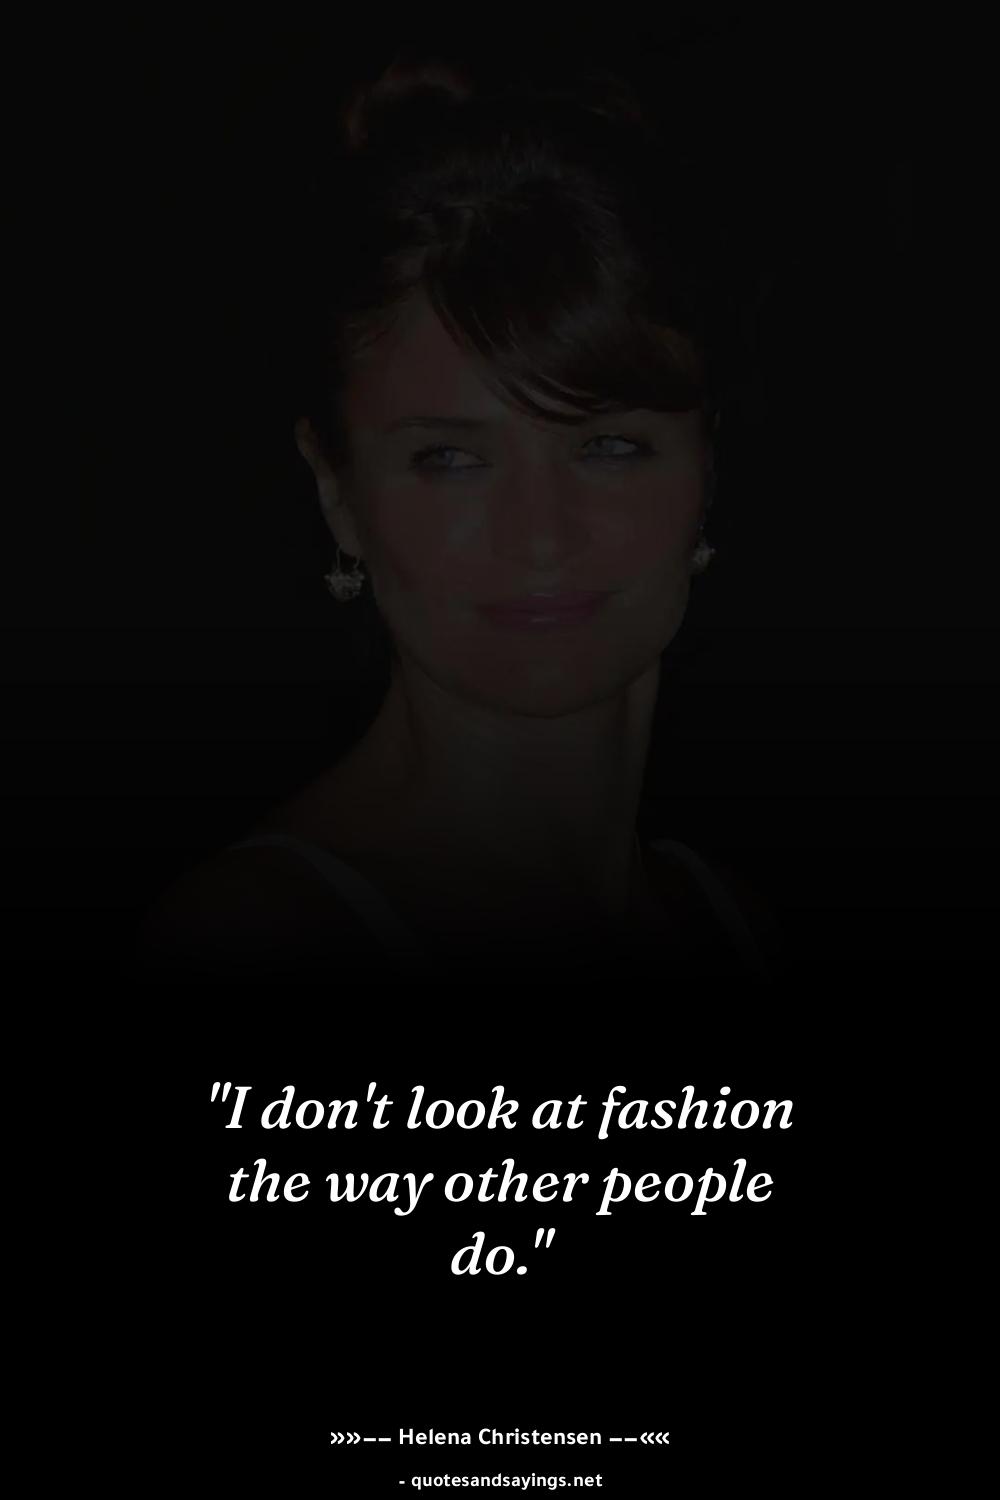 "I don't look at fashion
the way other people
do."
»»−− Helena Christensen −−««
- quotesandsayings.net